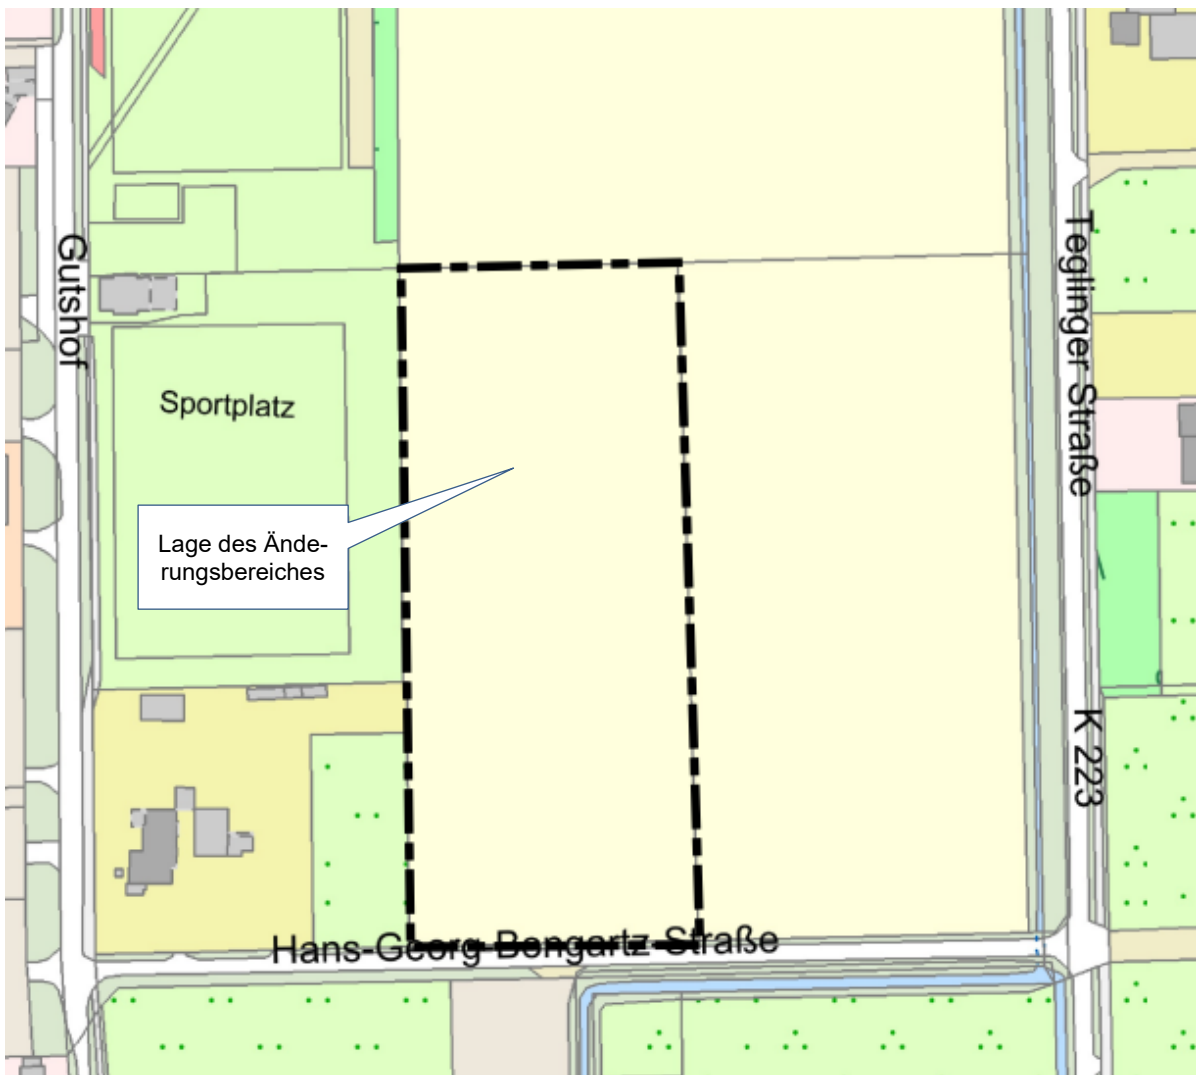 Gutshof
Teglinger Straße
Sportplatz
Lage des Ände-
rungsbereiches
K 223
Hans-Georg-Bongartz-Straße